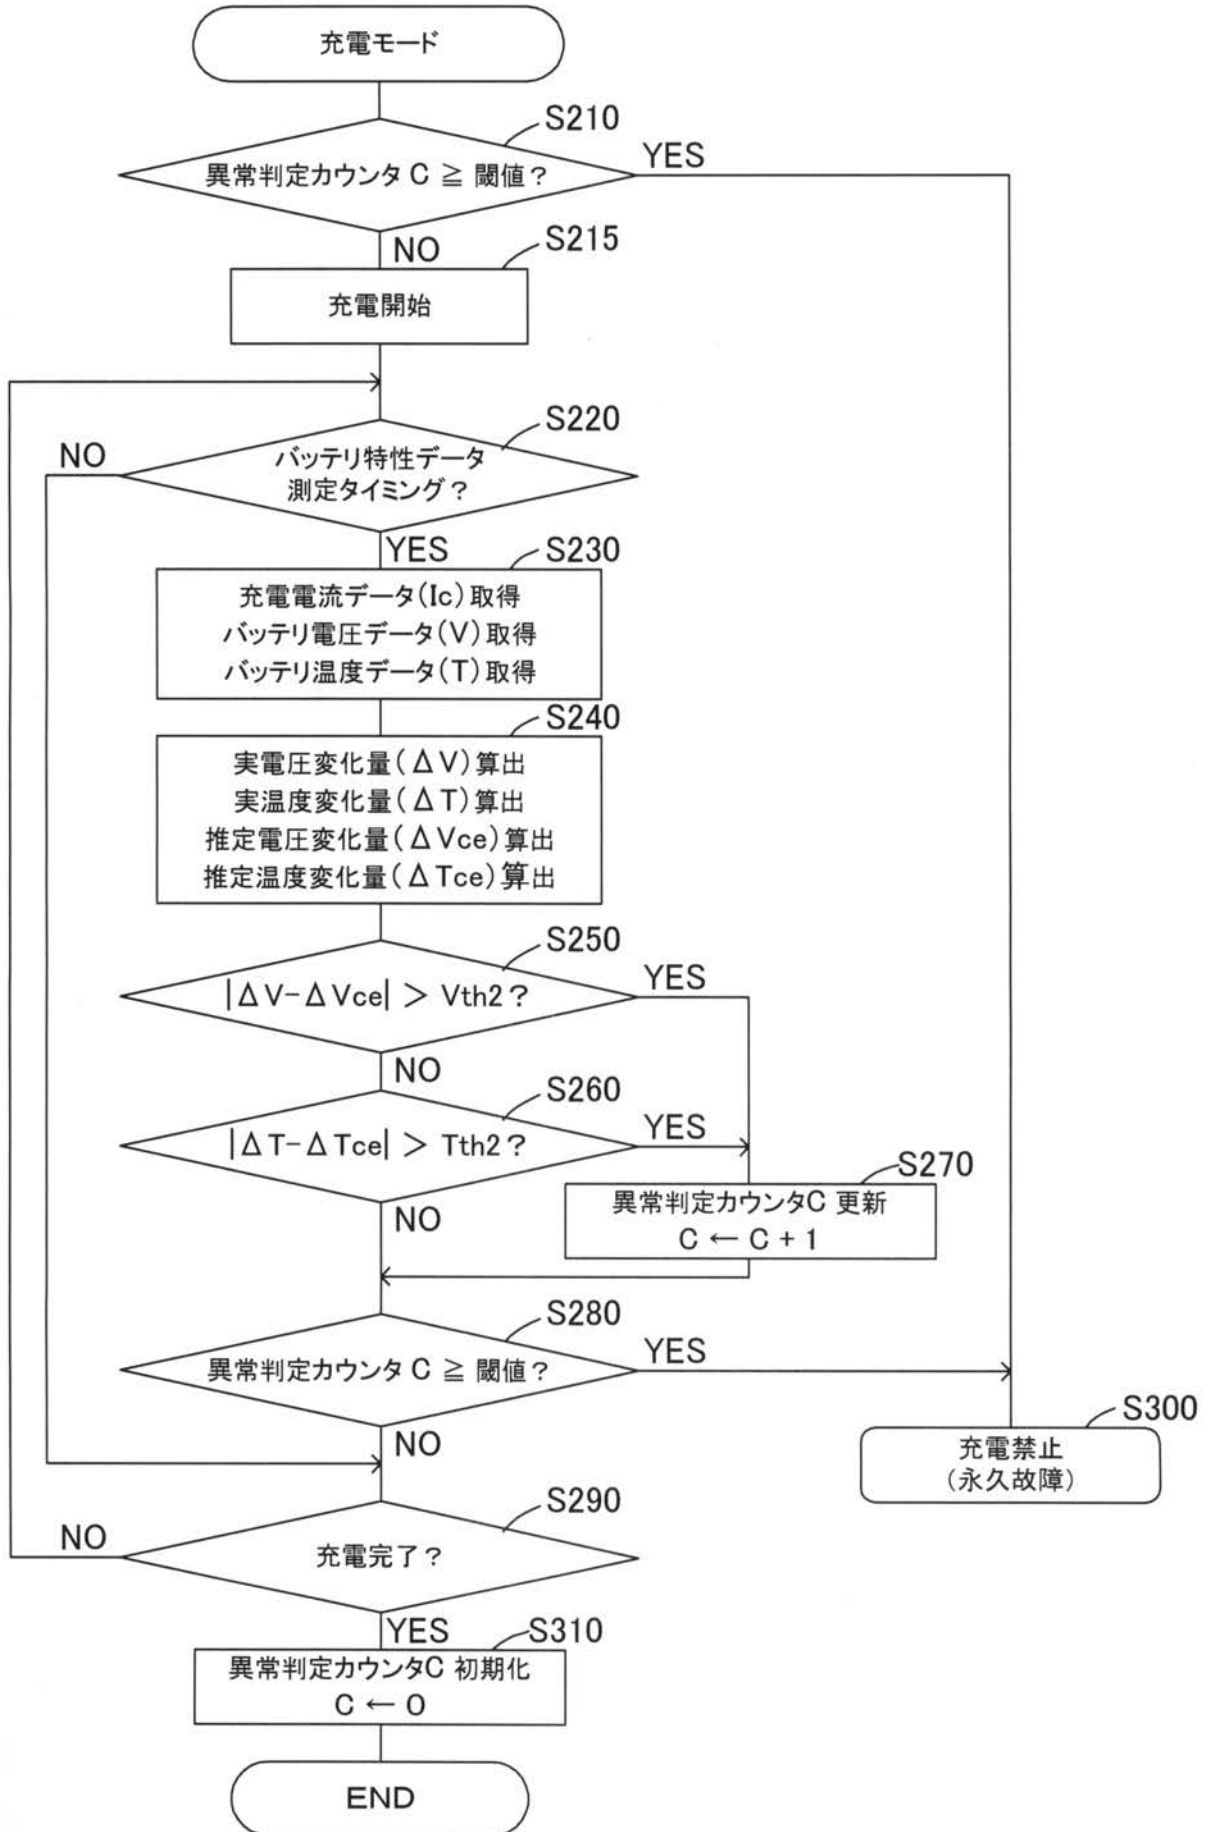 充電モード
S210
異常判定カウンタ C ≧ 閾値？
YES
NO
S215
充電開始
S220
NO
バッテリ特性データ
測定タイミング？
YES
S230
充電電流データ(Ic)取得
バッテリ電圧データ(V)取得
バッテリ温度データ(T)取得
S240
実電圧変化量(ΔV)算出
実温度変化量(ΔT)算出
推定電圧変化量(ΔVce)算出
推定温度変化量(ΔTce)算出
S250
|ΔV-ΔVce| > Vth2？
YES
NO
S260
|ΔT-ΔTce| > Tth2？
YES
S270
異常判定カウンタC 更新
C ← C + 1
NO
S280
異常判定カウンタ C ≧ 閾値？
YES
NO
S300
充電禁止
(永久故障)
S290
NO
充電完了？
YES
S310
異常判定カウンタC 初期化
C ← 0
END